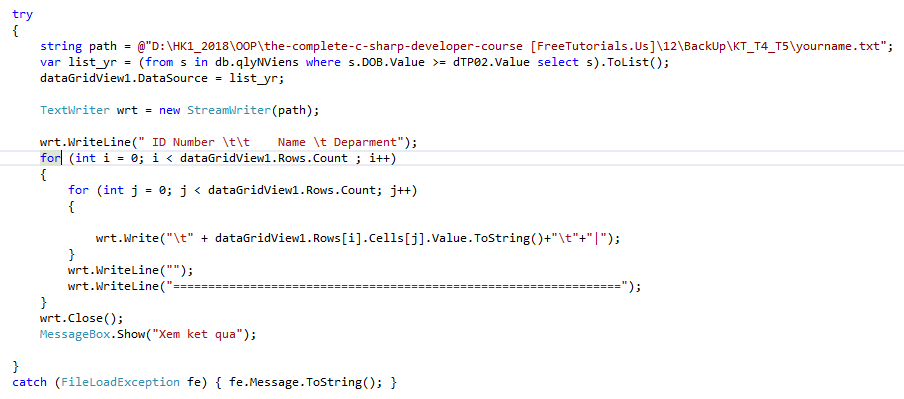 try
{
string path = @"D:\HK1_2018\OOP\the-complete-c-sharp-developer-course [FreeTutorials.Us]\12\BackUp\KT_T4_T5\yourname.txt";
var list_yr = (from s in db.qlyNViens where s.DOB.Value >= dTP02.Value select s).ToList();
dataGridView1.DataSource = list_yr;
TextWriter wrt = new StreamWriter(path);
wrt.WriteLine(" ID Number \t\t    Name \t Deparment");
for (int i = 0; i < dataGridView1.Rows.Count ; i++)
{
for (int j = 0; j < dataGridView1.Rows.Count; j++)
{
wrt.Write("\t" + dataGridView1.Rows[i].Cells[j].Value.ToString()+"\t"+"|");
}
wrt.WriteLine("");
wrt.WriteLine("================================================================");
}
wrt.Close();
MessageBox.Show("Xem ket qua");
}
catch (FileLoadException fe) { fe.Message.ToString(); }